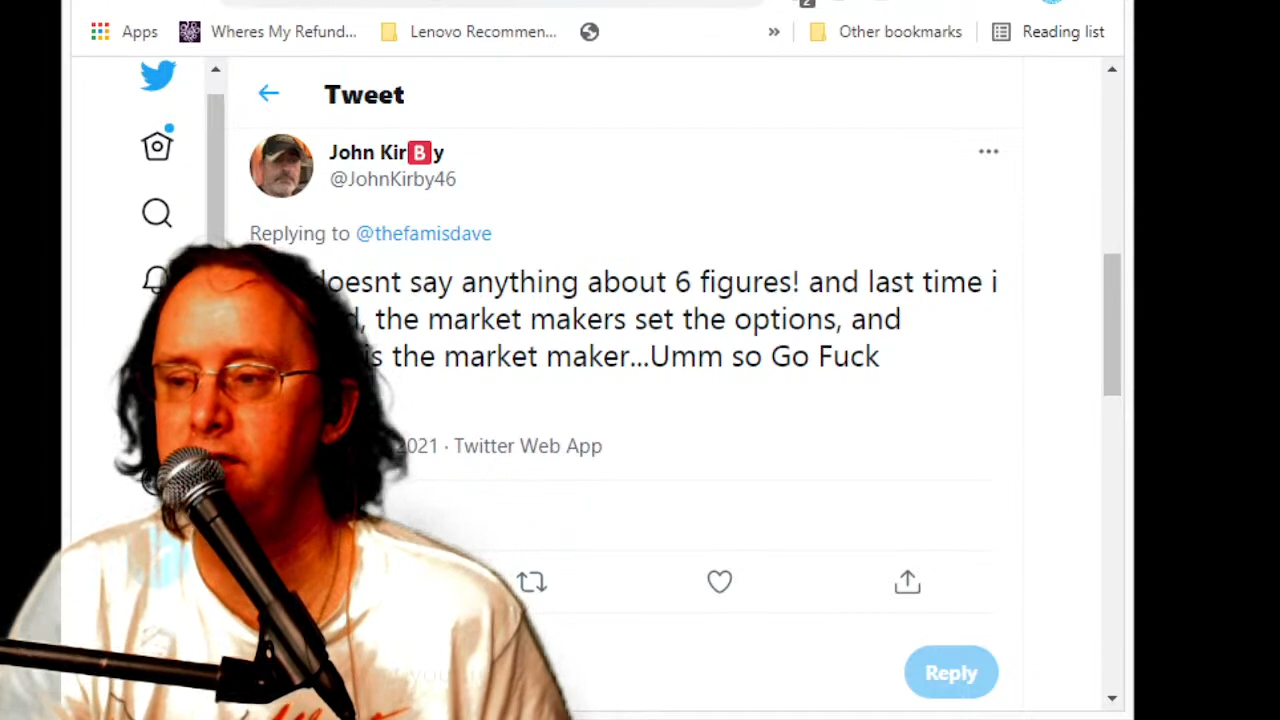 2
Apps Wheres My Refund... Lenovo Recommen... » Other bookmarks Reading list
Tweet
John Kir🅱y
@JohnKirby46
Replying to @thefamisdave
doesnt say anything about 6 figures! and last time i
the market makers set the options, and
is the market maker...Umm so Go Fuck
2021 · Twitter Web App
Reply